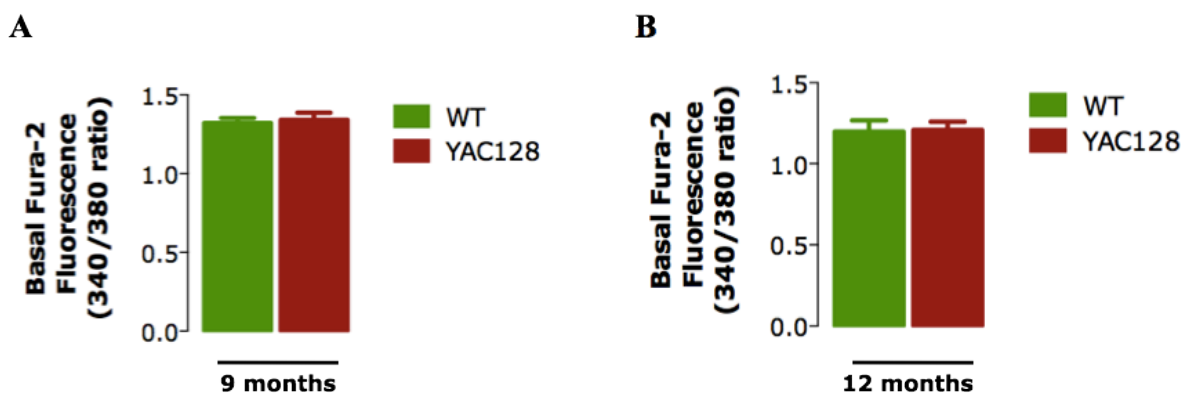 A
Basal Fura-2
Fluorescence
(340/380 ratio)
1.5
1.0
0.5
0.0
WT
YAC128
9 months
B
Basal Fura-2
Fluorescence
(340/380 ratio)
1.5
1.0
0.5
0.0
WT
YAC128
12 months